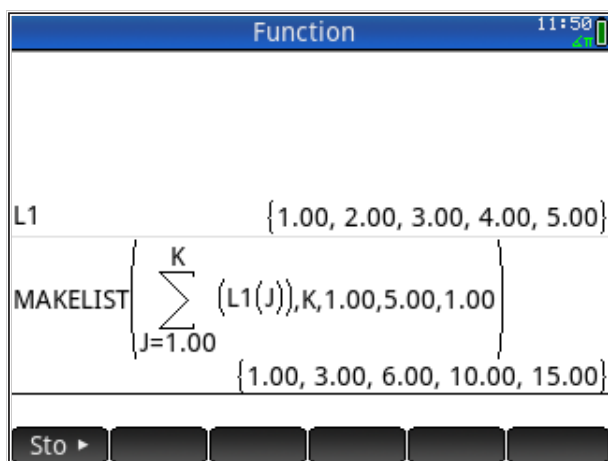 Function
11:50
∡π
L1
{1.00, 2.00, 3.00, 4.00, 5.00}
MAKELIST(∑(L1(J)),K,1.00,5.00,1.00)
K
J=1.00
{1.00, 3.00, 6.00, 10.00, 15.00}
Sto ►